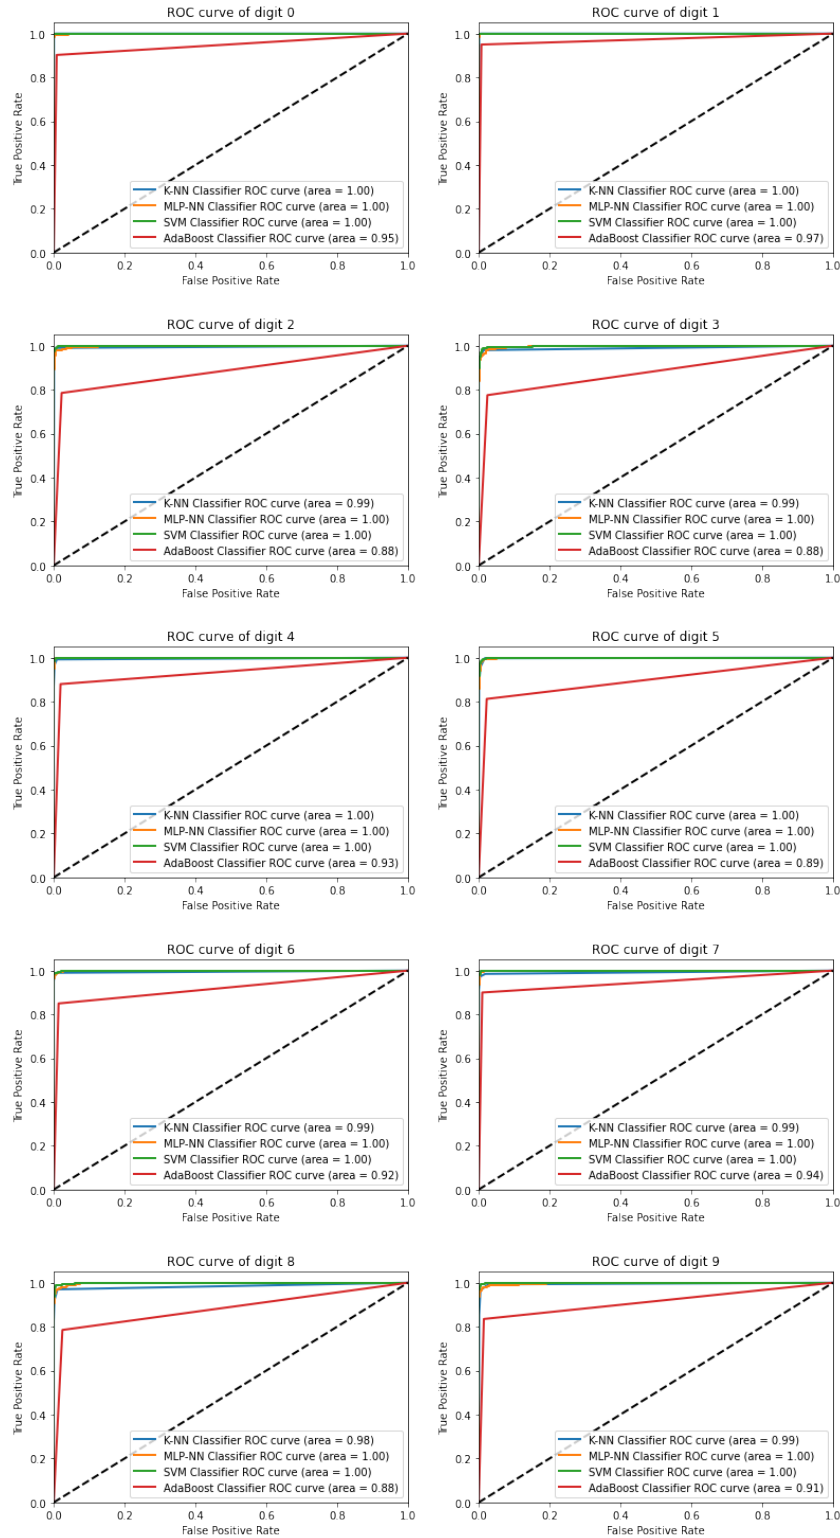 ROC curve of digit 0
1.0
0.8
0.6
0.4
0.2
0.0
True Positive Rate
K-NN Classifier ROC curve (area = 1.00)
MLP-NN Classifier ROC curve (area = 1.00)
SVM Classifier ROC curve (area = 1.00)
AdaBoost Classifier ROC curve (area = 0.95)
0.0 0.2 0.4 0.6 0.8 1.0
False Positive Rate
ROC curve of digit 1
1.0
0.8
0.6
0.4
0.2
0.0
True Positive Rate
K-NN Classifier ROC curve (area = 1.00)
MLP-NN Classifier ROC curve (area = 1.00)
SVM Classifier ROC curve (area = 1.00)
AdaBoost Classifier ROC curve (area = 0.97)
0.0 0.2 0.4 0.6 0.8 1.0
False Positive Rate
ROC curve of digit 2
1.0
0.8
0.6
0.4
0.2
0.0
True Positive Rate
K-NN Classifier ROC curve (area = 0.99)
MLP-NN Classifier ROC curve (area = 1.00)
SVM Classifier ROC curve (area = 1.00)
AdaBoost Classifier ROC curve (area = 0.88)
0.0 0.2 0.4 0.6 0.8 1.0
False Positive Rate
ROC curve of digit 3
1.0
0.8
0.6
0.4
0.2
0.0
True Positive Rate
K-NN Classifier ROC curve (area = 0.99)
MLP-NN Classifier ROC curve (area = 1.00)
SVM Classifier ROC curve (area = 1.00)
AdaBoost Classifier ROC curve (area = 0.88)
0.0 0.2 0.4 0.6 0.8 1.0
False Positive Rate
ROC curve of digit 4
1.0
0.8
0.6
0.4
0.2
0.0
True Positive Rate
K-NN Classifier ROC curve (area = 1.00)
MLP-NN Classifier ROC curve (area = 1.00)
SVM Classifier ROC curve (area = 1.00)
AdaBoost Classifier ROC curve (area = 0.93)
0.0 0.2 0.4 0.6 0.8 1.0
False Positive Rate
ROC curve of digit 5
1.0
0.8
0.6
0.4
0.2
0.0
True Positive Rate
K-NN Classifier ROC curve (area = 1.00)
MLP-NN Classifier ROC curve (area = 1.00)
SVM Classifier ROC curve (area = 1.00)
AdaBoost Classifier ROC curve (area = 0.89)
0.0 0.2 0.4 0.6 0.8 1.0
False Positive Rate
ROC curve of digit 6
1.0
0.8
0.6
0.4
0.2
0.0
True Positive Rate
K-NN Classifier ROC curve (area = 0.99)
MLP-NN Classifier ROC curve (area = 1.00)
SVM Classifier ROC curve (area = 1.00)
AdaBoost Classifier ROC curve (area = 0.92)
0.0 0.2 0.4 0.6 0.8 1.0
False Positive Rate
ROC curve of digit 7
1.0
0.8
0.6
0.4
0.2
0.0
True Positive Rate
K-NN Classifier ROC curve (area = 0.99)
MLP-NN Classifier ROC curve (area = 1.00)
SVM Classifier ROC curve (area = 1.00)
AdaBoost Classifier ROC curve (area = 0.94)
0.0 0.2 0.4 0.6 0.8 1.0
False Positive Rate
ROC curve of digit 8
1.0
0.8
0.6
0.4
0.2
0.0
True Positive Rate
K-NN Classifier ROC curve (area = 0.98)
MLP-NN Classifier ROC curve (area = 1.00)
SVM Classifier ROC curve (area = 1.00)
AdaBoost Classifier ROC curve (area = 0.88)
0.0 0.2 0.4 0.6 0.8 1.0
False Positive Rate
ROC curve of digit 9
1.0
0.8
0.6
0.4
0.2
0.0
True Positive Rate
K-NN Classifier ROC curve (area = 0.99)
MLP-NN Classifier ROC curve (area = 1.00)
SVM Classifier ROC curve (area = 1.00)
AdaBoost Classifier ROC curve (area = 0.91)
0.0 0.2 0.4 0.6 0.8 1.0
False Positive Rate